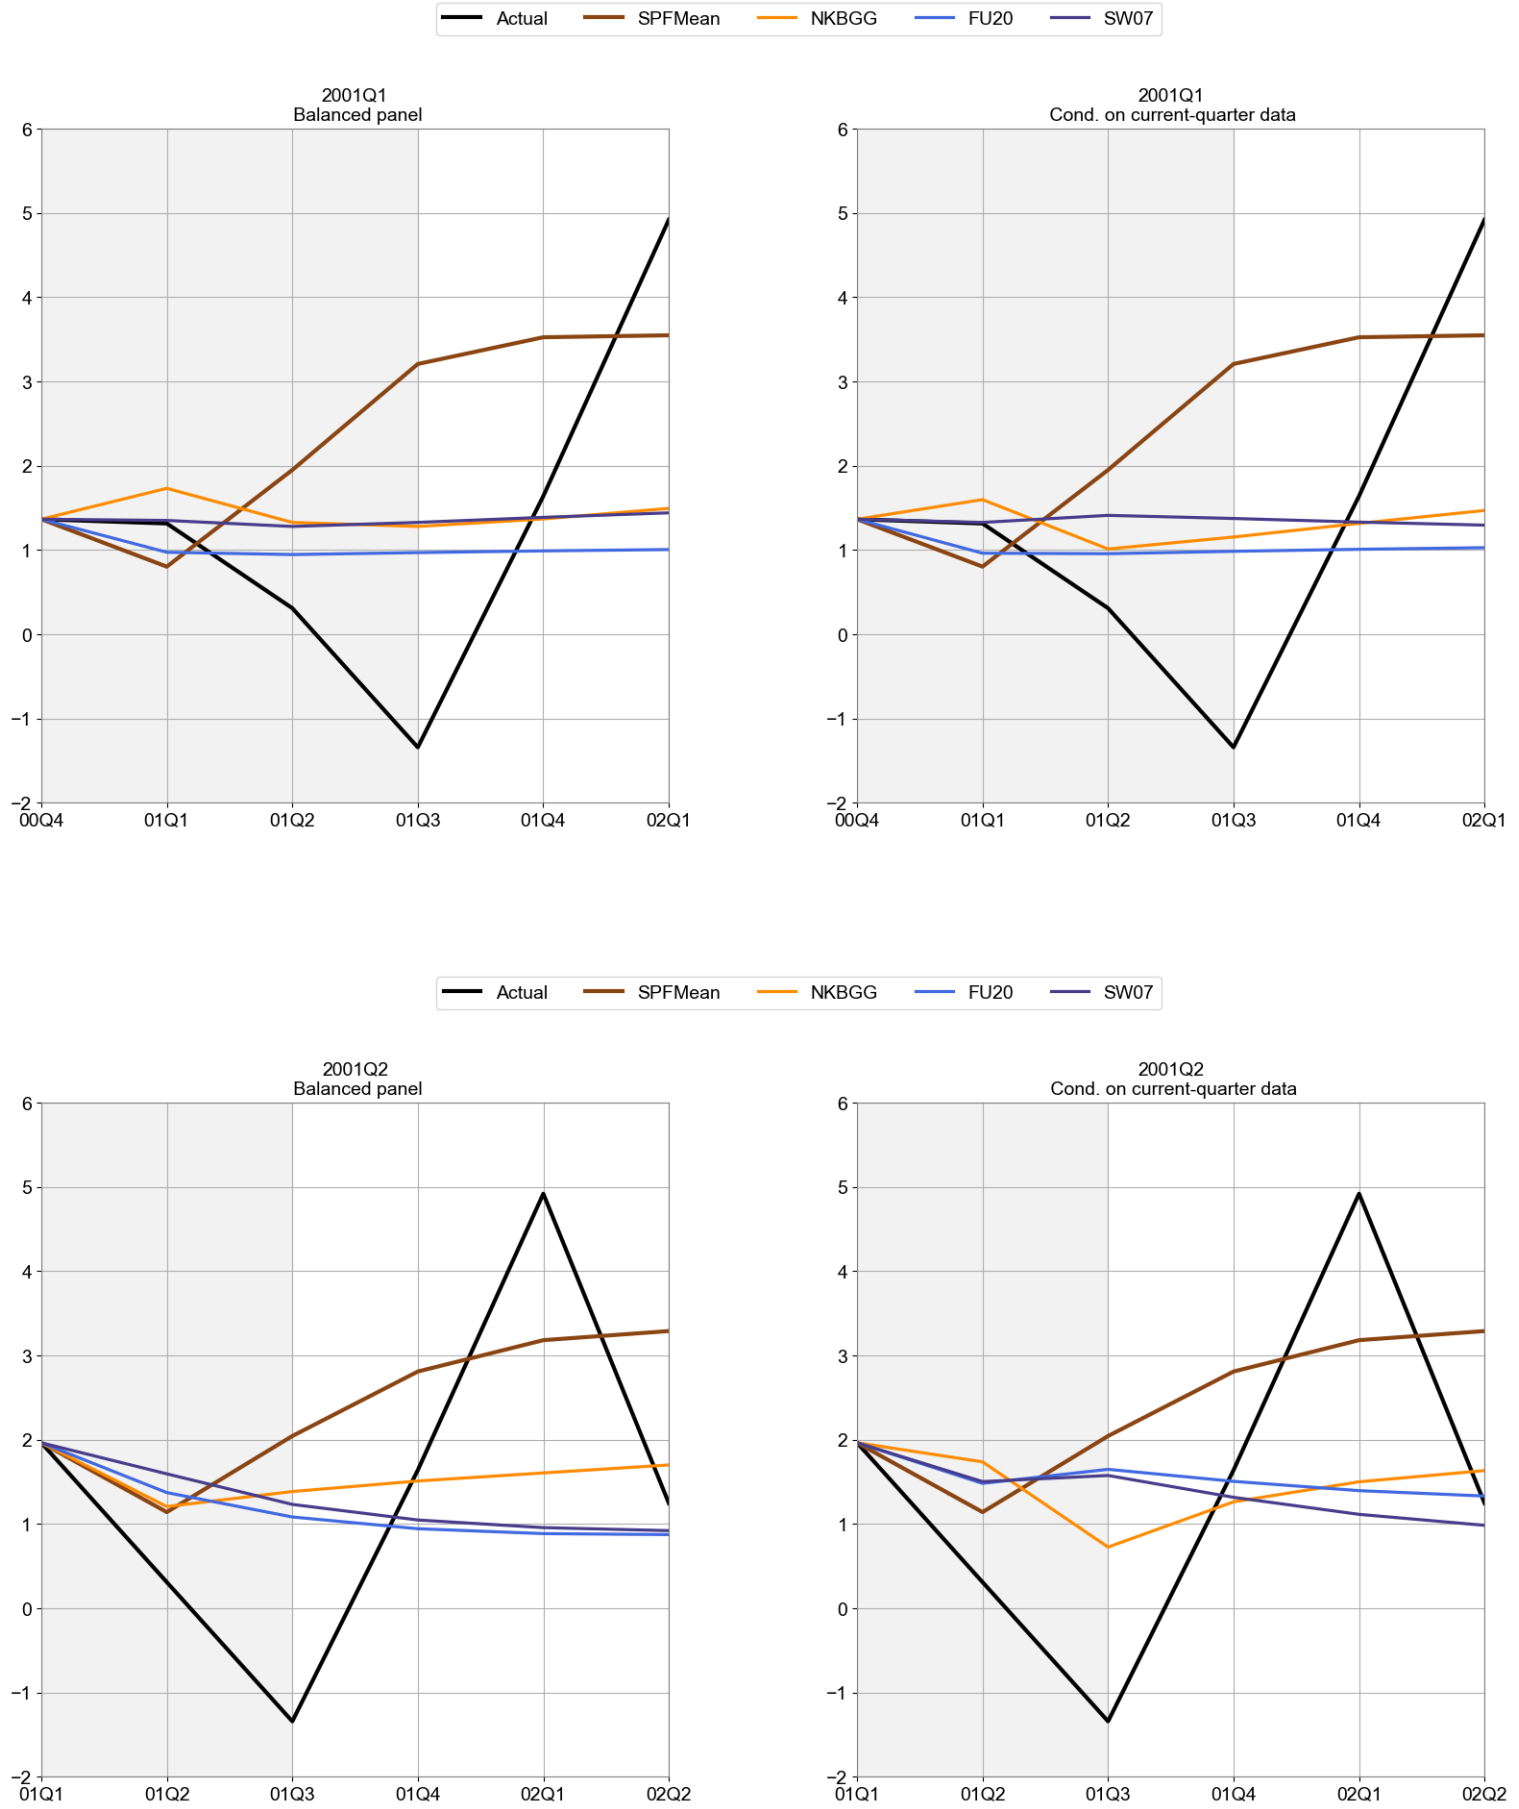 Actual SPFMean NKBGG FU20 SW07
2001Q1
Balanced panel
6
5
4
3
2
1
0
−1
−2
00Q4 01Q1 01Q2 01Q3 01Q4 02Q1
2001Q1
Cond. on current-quarter data
6
5
4
3
2
1
0
−1
−2
00Q4 01Q1 01Q2 01Q3 01Q4 02Q1
Actual SPFMean NKBGG FU20 SW07
2001Q2
Balanced panel
6
5
4
3
2
1
0
−1
−2
01Q1 01Q2 01Q3 01Q4 02Q1 02Q2
2001Q2
Cond. on current-quarter data
6
5
4
3
2
1
0
−1
−2
01Q1 01Q2 01Q3 01Q4 02Q1 02Q2